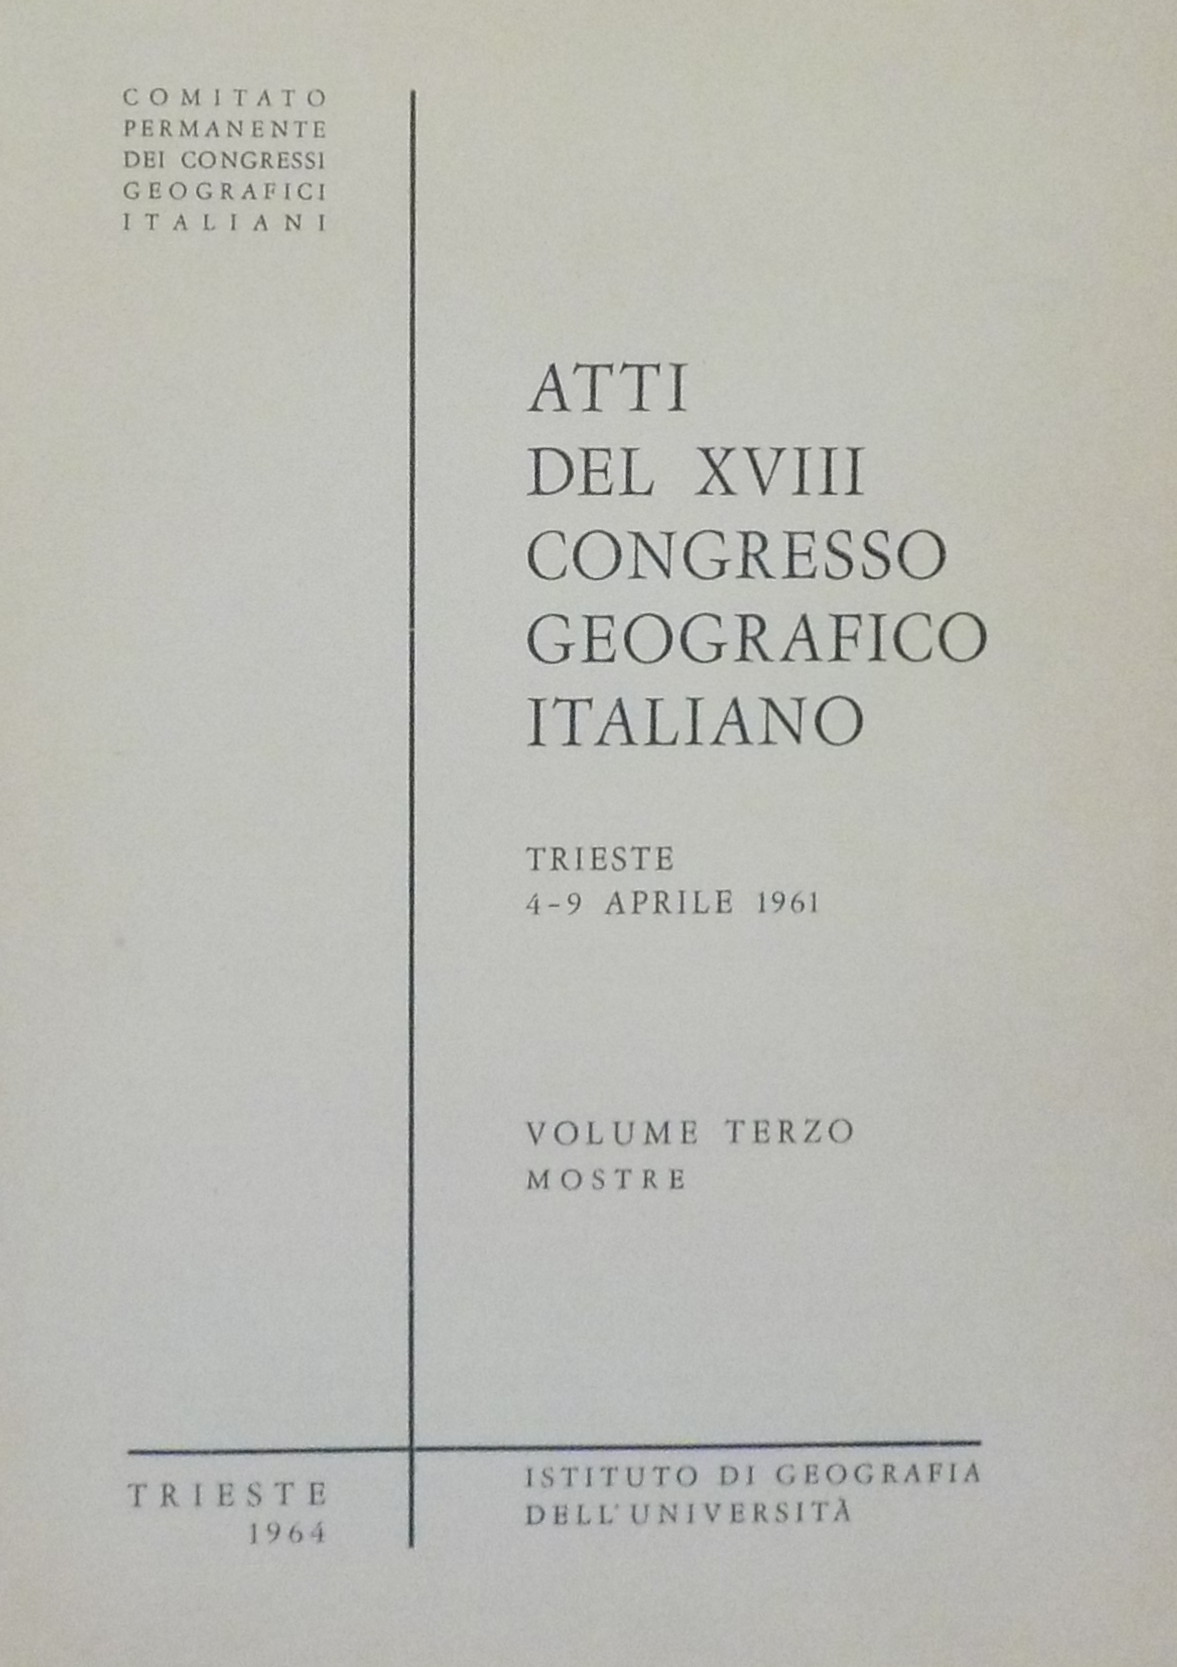 COMITATO
PERMANENTE
DEI CONGRESSI
GEOGRAFICI
ITALIANI
ATTI
DEL XVIII
CONGRESSO
GEOGRAFICO
ITALIANO
TRIESTE
4-9 APRILE 1961
VOLUME TERZO
MOSTRE
TRIESTE
1964
ISTITUTO DI GEOGRAFIA
DELL'UNIVERSITÀ